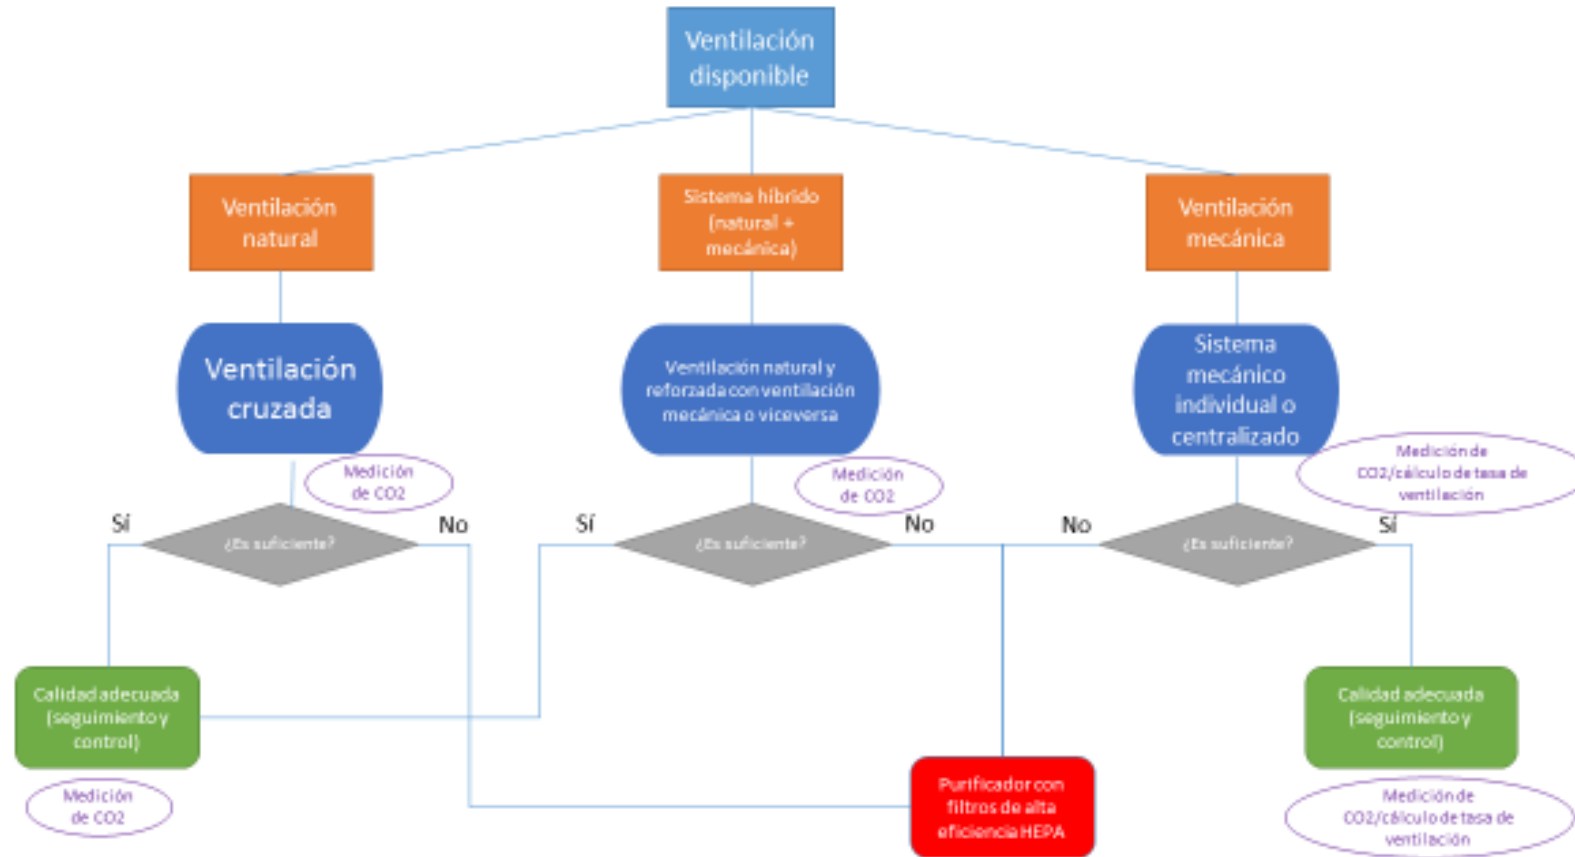 Ventilación
disponible
Ventilación
natural
Sistema híbrido
(natural +
mecánica)
Ventilación
mecánica
Ventilación
cruzada
Ventilación natural y
reforzada con ventilación
mecánica o viceversa
Sistema
mecánico
individual o
centralizado
Medición
de CO2
Medición
de CO2
Medición de
CO2/cálculo de tasa de
ventilación
Sí
¿Es suficiente?
No
Sí
¿Es suficiente?
No
No
¿Es suficiente?
Sí
Calidad adecuada
(seguimiento y
control)
Calidad adecuada
(seguimiento y
control)
Medición
de CO2
Purificador con
filtros de alta
eficiencia HEPA
Medición de
CO2/cálculo de tasa de
ventilación